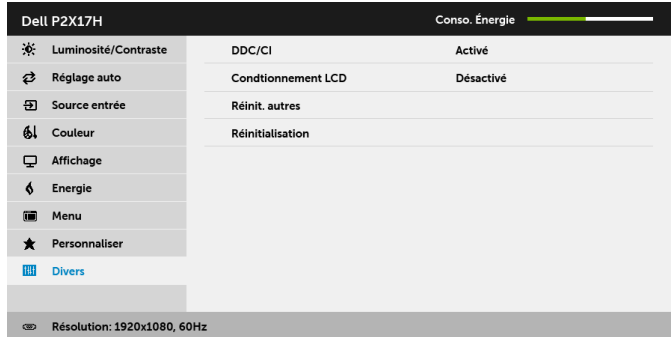 Dell P2X17H
Conso. Énergie
Luminosité/Contraste
DDC/CI
Activé
Réglage auto
Condtionnement LCD
Désactivé
Source entrée
Réinit. autres
Couleur
Réinitialisation
Affichage
Energie
Menu
Personnaliser
Divers
Résolution: 1920x1080, 60Hz